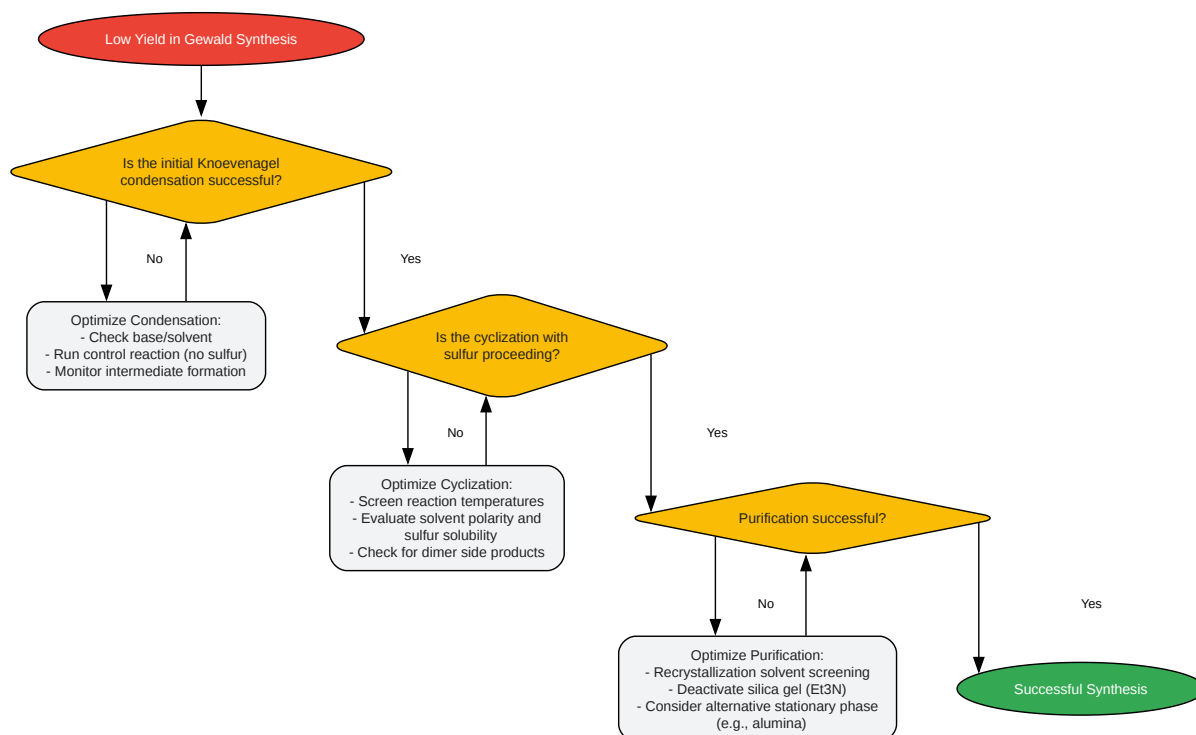 Low Yield in Gewald Synthesis
Is the initial Knoevenagel
condensation successful?
No
Yes
Optimize Condensation:
- Check base/solvent
- Run control reaction (no sulfur)
- Monitor intermediate formation
Is the cyclization with
sulfur proceeding?
No
Yes
Optimize Cyclization:
- Screen reaction temperatures
- Evaluate solvent polarity and
sulfur solubility
- Check for dimer side products
Purification successful?
No
Yes
Optimize Purification:
- Recrystallization solvent screening
- Deactivate silica gel (Et3N)
- Consider alternative stationary phase
(e.g., alumina)
Successful Synthesis